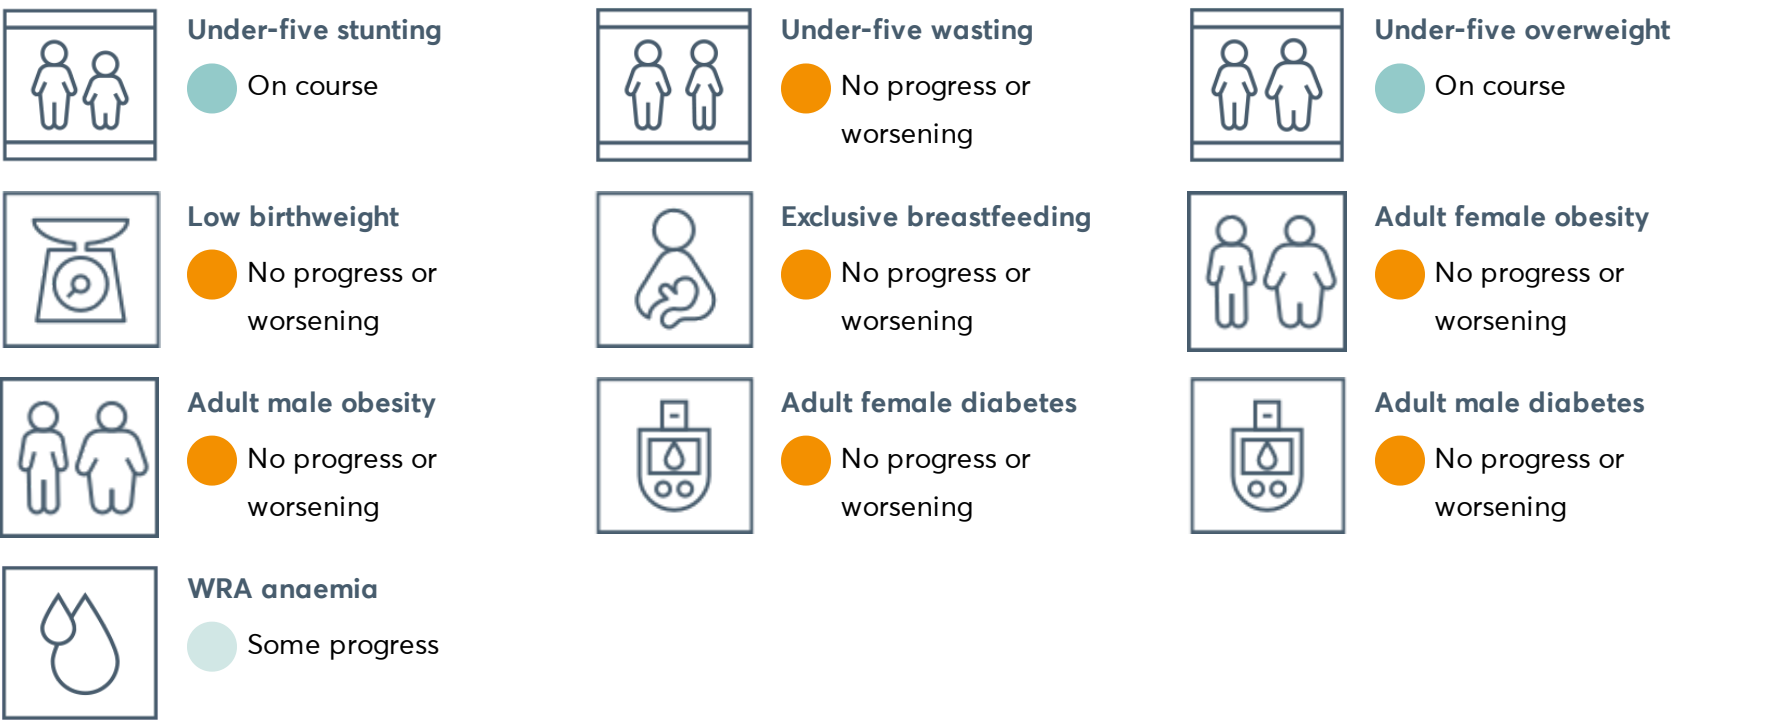 Under-five stunting
On course
Under-five wasting
No progress or
worsening
Under-five overweight
On course
Low birthweight
No progress or
worsening
Exclusive breastfeeding
No progress or
worsening
Adult female obesity
No progress or
worsening
Adult male obesity
No progress or
worsening
Adult female diabetes
No progress or
worsening
Adult male diabetes
No progress or
worsening
WRA anaemia
Some progress